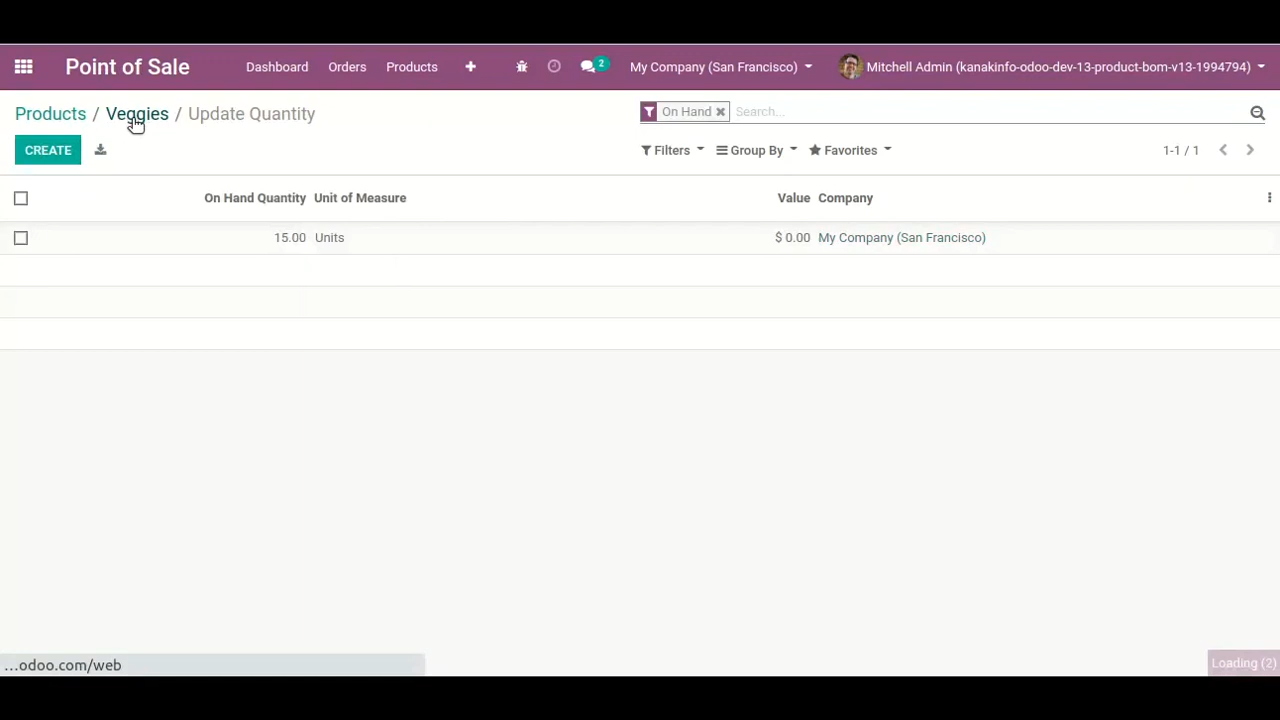 Point of Sale Dashboard Orders Products 2 My Company (San Francisco) Mitchell Admin (kanakinfo-odoo-dev-13-product-bom-v13-1994794)
Products / Veggies / Update Quantity
On Hand Search...
CREATE Filters Group By Favorites 1-1 / 1
On Hand Quantity Unit of Measure Value Company
15.00 Units $ 0.00 My Company (San Francisco)
...odoo.com/web
Loading (2)